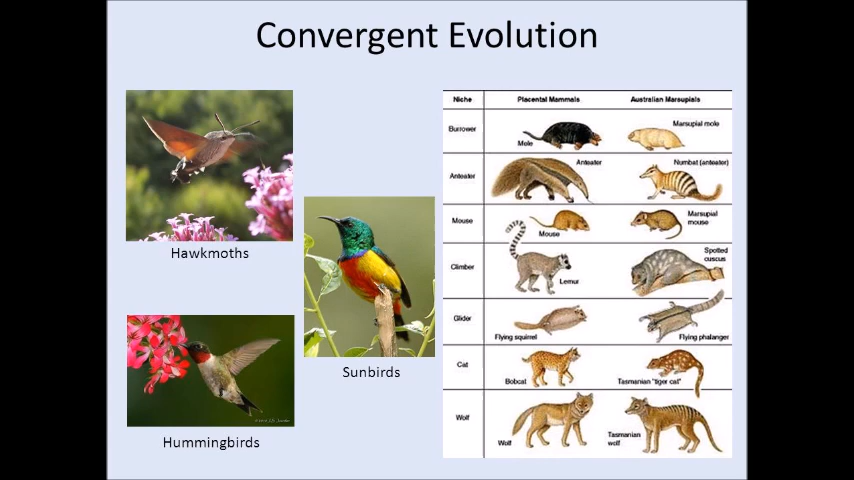 Convergent Evolution
Hawkmoths
Hummingbirds
Sunbirds
Niche Placental Mammals Australian Marsupials
Burrower Mole Marsupial mole
Anteater Anteater Numbat (anteater)
Mouse Mouse Marsupial
mouse
Climber Lemur Spotted
cuscus
Glider Flying squirrel Flying phalanger
Cat Bobcat Tasmanian "tiger cat"
Wolf Wolf Tasmanian
wolf